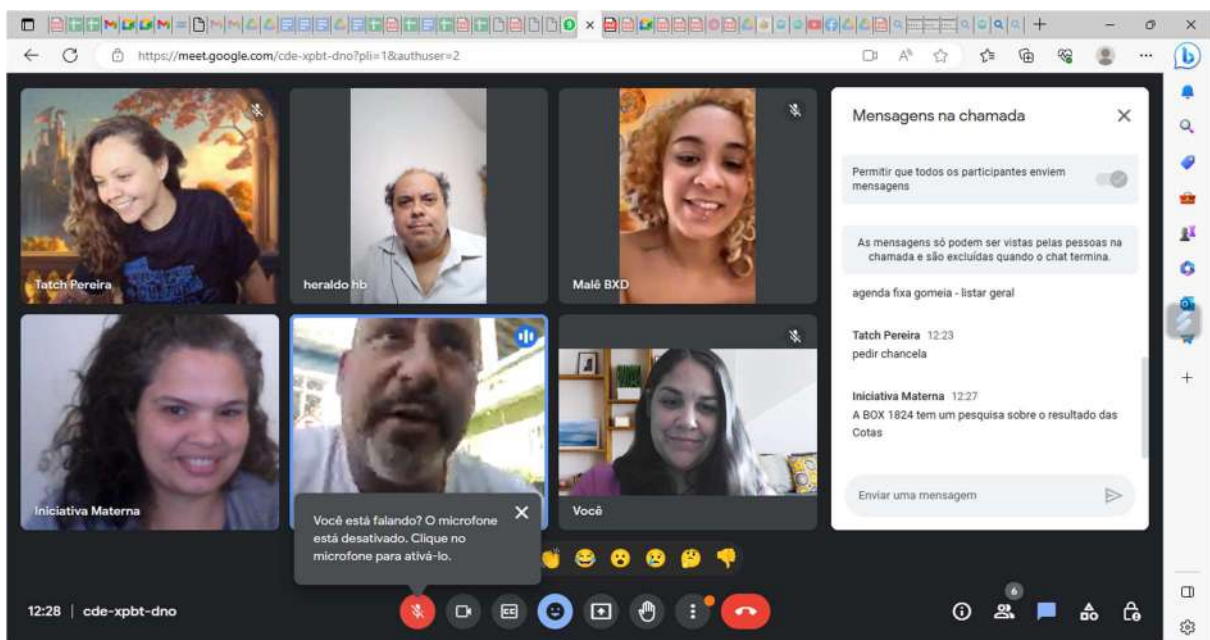 https://meet.google.com/cde-xpbt-dno?pli=1&authuser=2
Tatch Pereira
heraldo hb
Malê BXD
Iniciativa Materna
Você
Você está falando? O microfone
está desativado. Clique no
microfone para ativá-lo.
12:28 | cde-xpbt-dno
6
Mensagens na chamada
Permitir que todos os participantes enviem
mensagens
As mensagens só podem ser vistas pelas pessoas na
chamada e são excluídas quando o chat termina.
agenda fixa gomeia - listar geral
Tatch Pereira 12:23
pedir chancela
Iniciativa Materna 12:27
A BOX 1824 tem um pesquisa sobre o resultado das
Cotas
Enviar uma mensagem